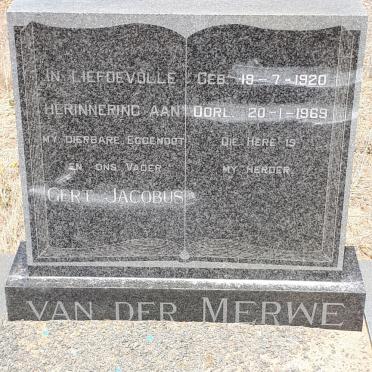 IN LIEFDEVOLLE
HERINNERING AAN
MY DIERBARE EGGENOOT
EN ONS VADER
GERT JACOBUS
GEB. 19-7-1920
OORL. 20-1-1969
DIE HERE IS
MY HERDER
VAN DER MERWE